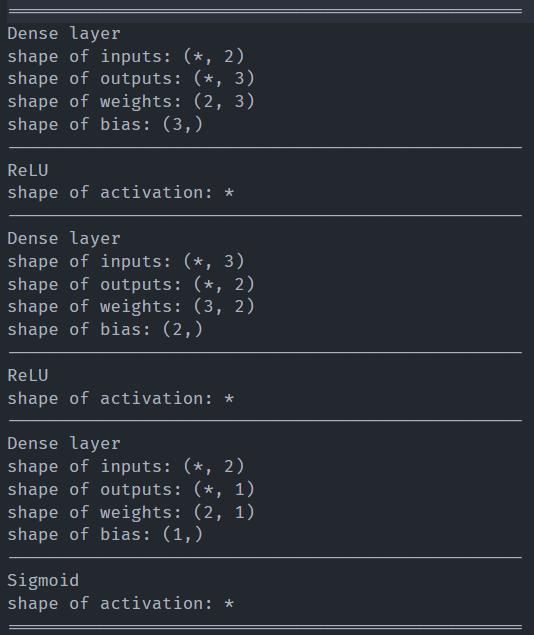 Dense layer
shape of inputs: (*, 2)
shape of outputs: (*, 3)
shape of weights: (2, 3)
shape of bias: (3,)
ReLU
shape of activation: *
Dense layer
shape of inputs: (*, 3)
shape of outputs: (*, 2)
shape of weights: (3, 2)
shape of bias: (2,)
ReLU
shape of activation: *
Dense layer
shape of inputs: (*, 2)
shape of outputs: (*, 1)
shape of weights: (2, 1)
shape of bias: (1,)
Sigmoid
shape of activation: *